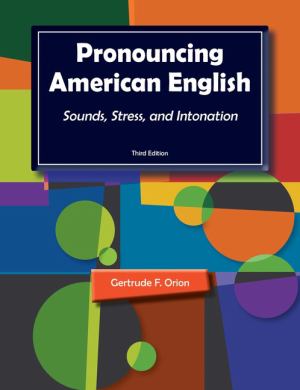 Pronouncing
American English
Sounds, Stress, and Intonation
Third Edition
Gertrude F. Orion